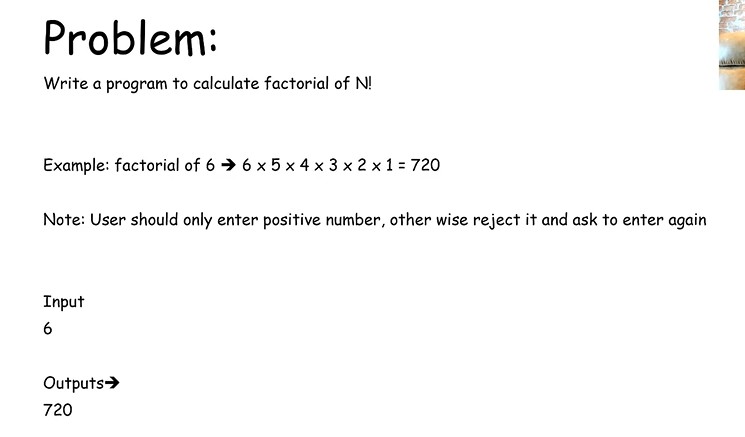 Problem:
Write a program to calculate factorial of N!
Example: factorial of 6 → 6 x 5 x 4 x 3 x 2 x 1 = 720
Note: User should only enter positive number, other wise reject it and ask to enter again
Input
6
Outputs→
720